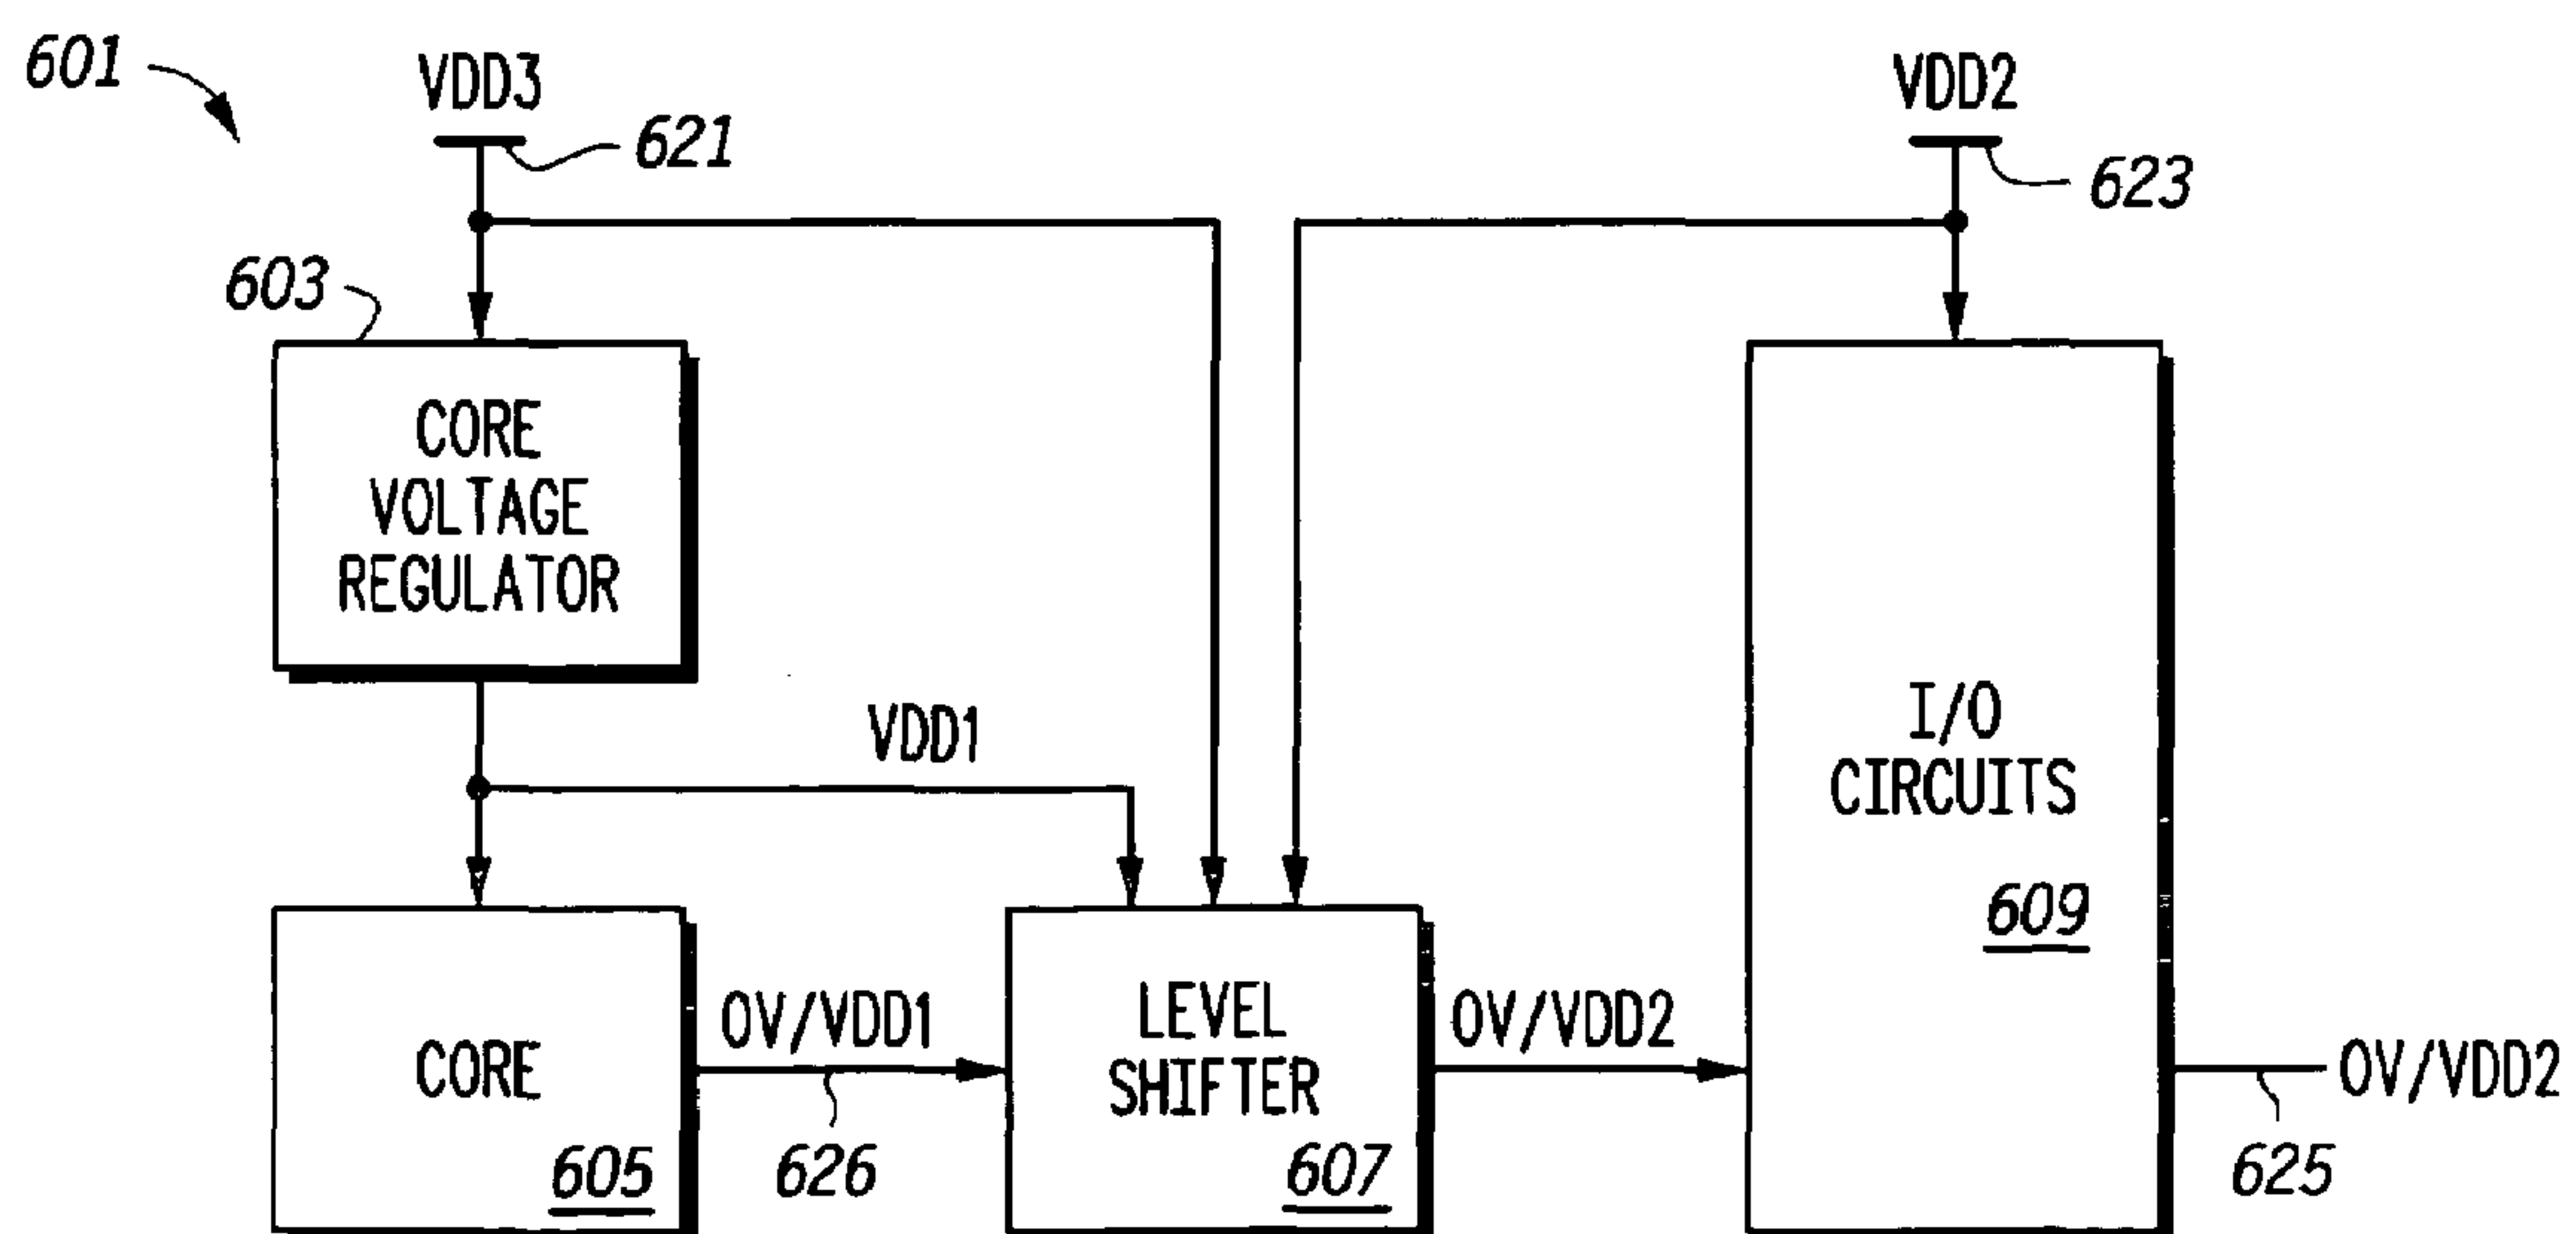 601
VDD3
621
VDD2
623
603
CORE
VOLTAGE
REGULATOR
VDD1
I/O
CIRCUITS
609
CORE
605
0V/VDD1
626
LEVEL
SHIFTER
607
0V/VDD2
0V/VDD2
625